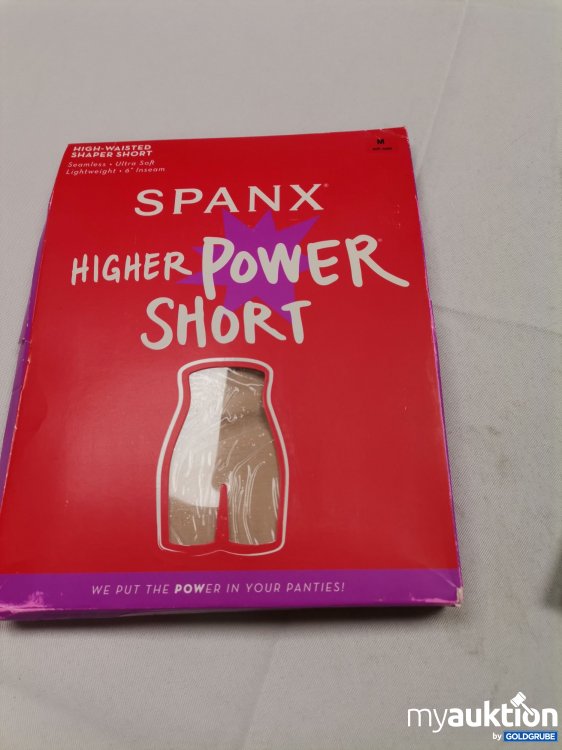 HIGH-WAISTED
SHAPER SHORT
Seamless • Ultra Soft
Lightweight • 6" Inseam
M
SPANX®
HIGHER POWER®
SHORT
WE PUT THE POWER IN YOUR PANTIES!
myauktion
by GOLDGRUBE